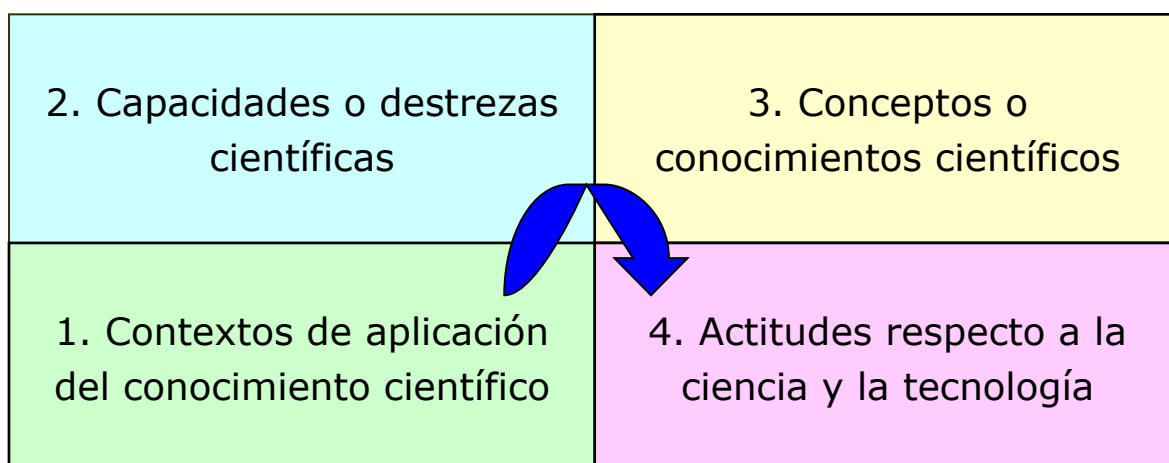 2. Capacidades o destrezas
científicas
3. Conceptos o
conocimientos científicos
1. Contextos de aplicación
del conocimiento científico
4. Actitudes respecto a la
ciencia y la tecnología